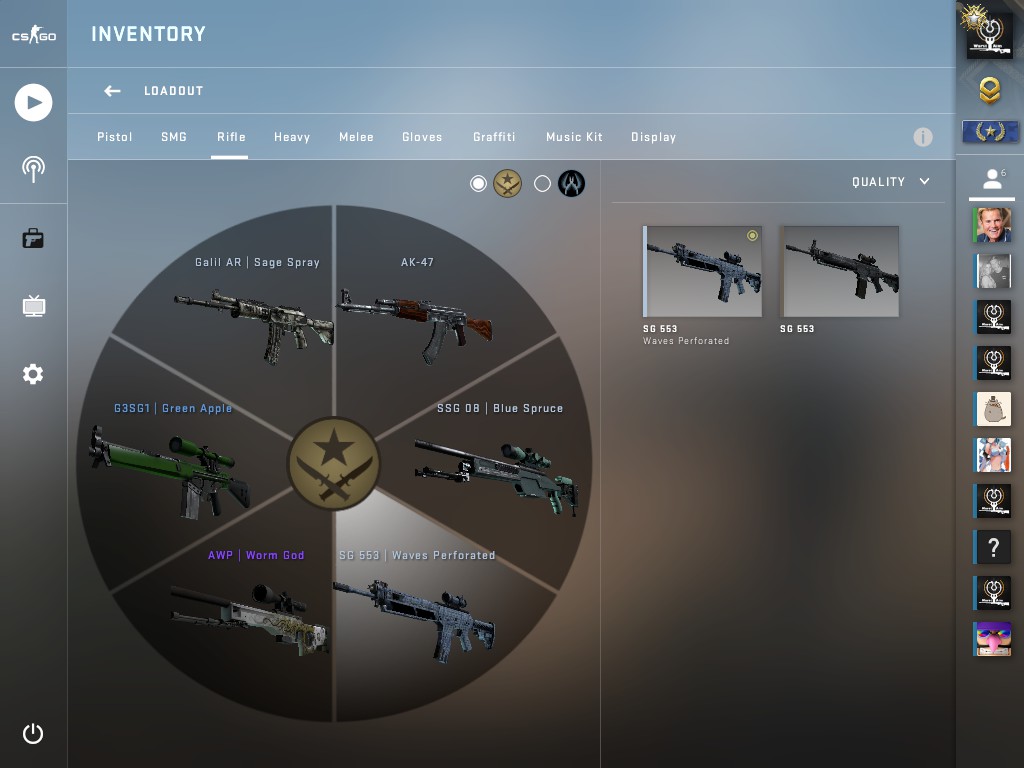 CS GO
INVENTORY
LOADOUT
Pistol SMG Rifle Heavy Melee Gloves Graffiti Music Kit Display i
QUALITY
6
Galil AR | Sage Spray
AK-47
SG 553
Waves Perforated
SG 553
G3SG1 | Green Apple
SSG 08 | Blue Spruce
AWP | Worm God
SG 553 | Waves Perforated
?